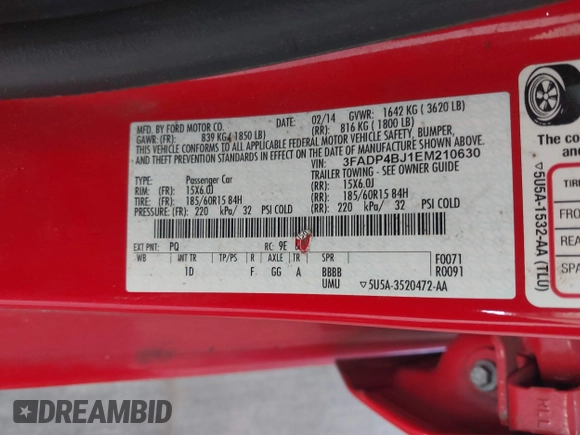 MFD. BY FORD MOTOR CO.
DATE: 02/14 GVWR: 1642 KG ( 3620 LB)
GAWR: (FR): 839 KG ( 1850 LB) (RR): 816 KG ( 1800 LB)
THIS VEHICLE CONFORMS TO ALL APPLICABLE FEDERAL MOTOR VEHICLE SAFETY, BUMPER,
AND THEFT PREVENTION STANDARDS IN EFFECT ON THE DATE OF MANUFACTURE SHOWN ABOVE.
VIN: 3FADP4BJ1EM210630
TYPE: Passenger Car TRAILER TOWING - SEE OWNER GUIDE
RIM: (FR): 15X6.0J (RR): 15X6.0J
TIRE: (FR): 185/60R15 84H (RR): 185/60R15 84H
PRESSURE: (FR): 220 kPa/ 32 PSI COLD (RR): 220 kPa/ 32 PSI COLD
EXT PNT: PQ RC: 9E
WB INT TR TP/PS R AXLE TR SPR F0071
1D F GG A BBBB R0091
UMU ▽5U5A-3520472-AA
The co
TIRE
FRO
REA
SPA
▽5U5A-1532-AA (TLU)
DREAMBID